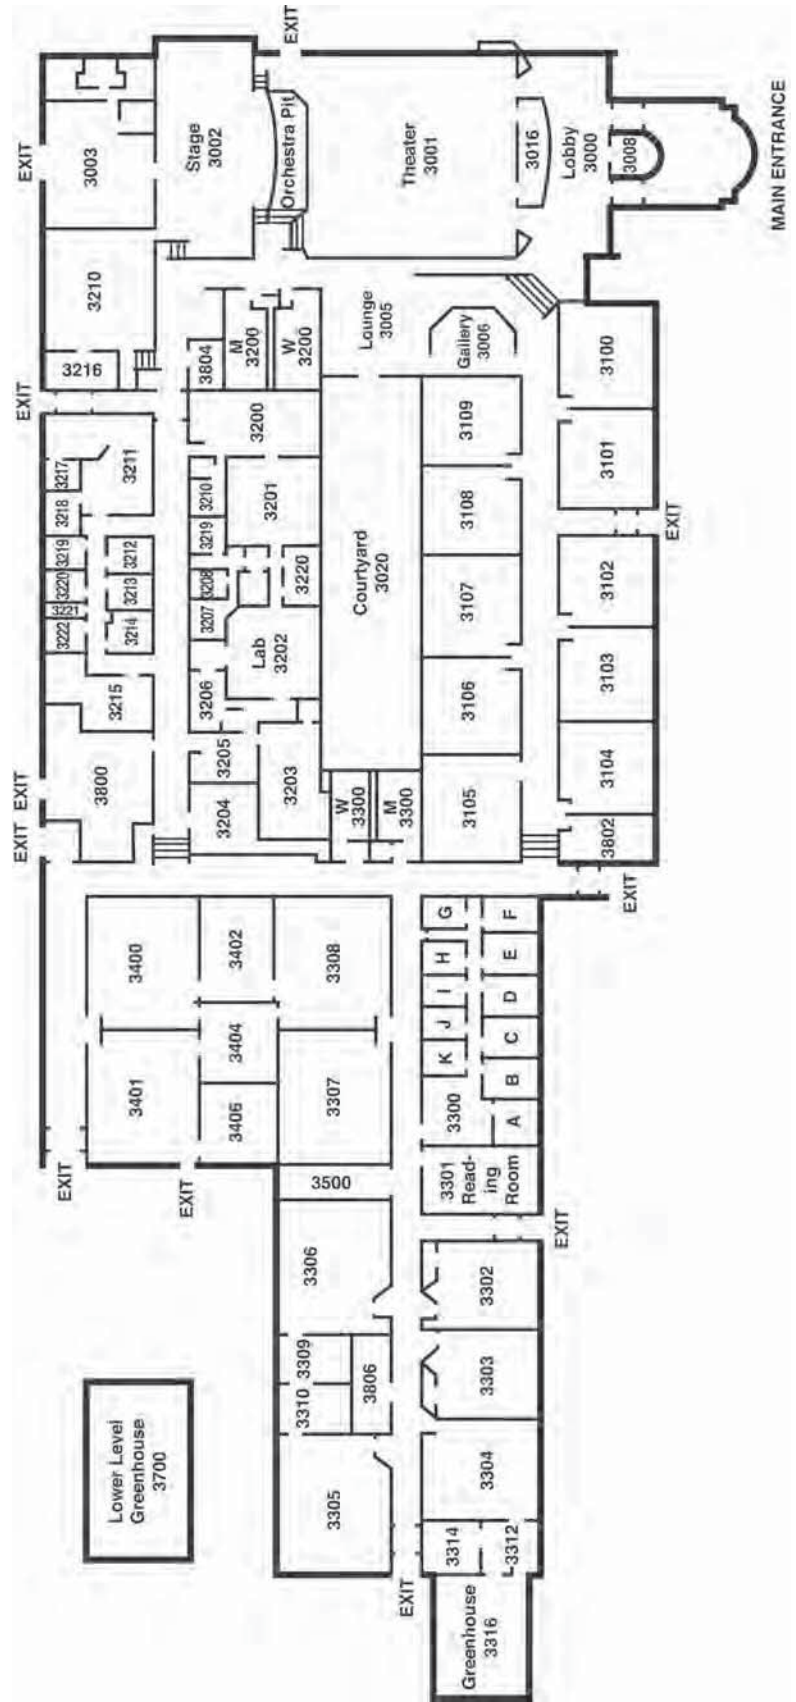 EXIT
EXIT
EXIT
EXIT
EXIT
EXIT
EXIT
Lower Level
Greenhouse
3700
3401
3400
3406
3404
3402
3800
3215
3222
3221
3220
3219
3218
3217
3214
3213
3212
3211
3216
3210
3003
Stage
3002
Orchestra Pit
Theater
3001
3016
Lobby
3000
3008
MAIN ENTRANCE
3204
3205
3206
3207
3208
3219
3210
3200
3804
M
3200
W
3200
3203
Lab
3202
3220
3201
Courtyard
3020
Lounge
3005
Gallery
3006
W
3300
M
3300
3305
3310
3309
3806
3306
3500
3307
3308
EXIT
Greenhouse
3316
3314
3312
3304
3303
3302
EXIT
3301
Read-
ing
Room
3300
K
J
I
H
G
A
B
C
D
E
F
EXIT
3105
3106
3107
3108
3109
3802
3104
3103
3102
EXIT
3101
3100